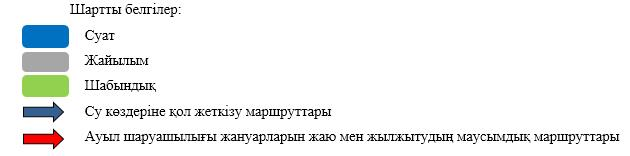 Шартты белгілер:
Суат
Жайылым
Шабындық
Су көздеріне қол жеткізу маршруттары
Ауыл шаруашылығы жануарларын жаю мен жылжытудың маусымдық маршруттары